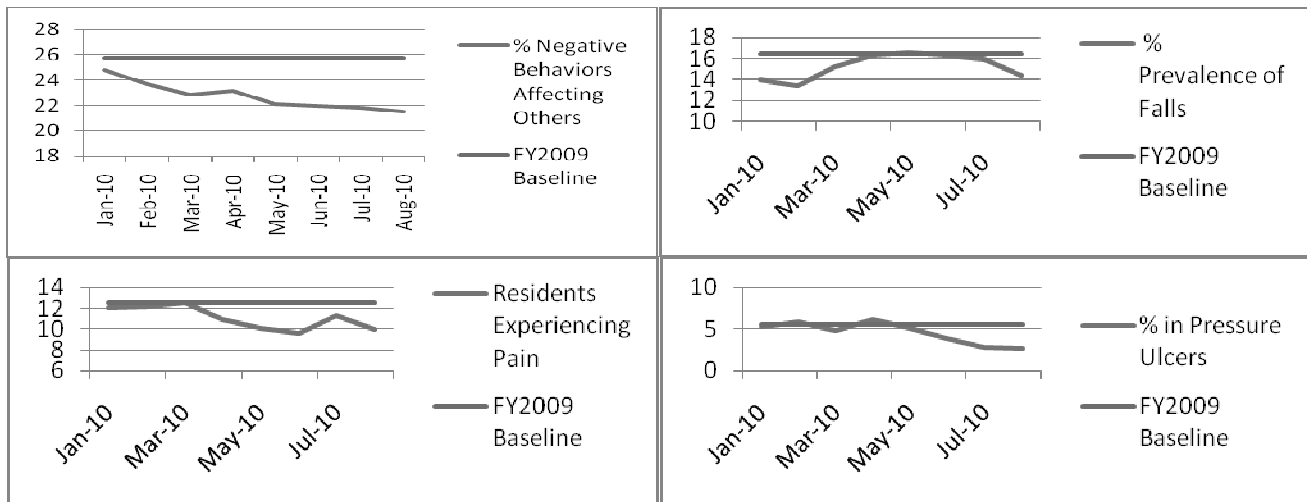 28
26
24
22
20
18
Jan-10
Feb-10
Mar-10
Apr-10
May-10
Jun-10
Jul-10
Aug-10
% Negative
Behaviors
Affecting
Others
FY2009
Baseline
18
16
14
12
10
Jan-10
Mar-10
May-10
Jul-10
%
Prevalence of
Falls
FY2009
Baseline
14
12
10
8
6
Jan-10
Mar-10
May-10
Jul-10
Residents
Experiencing
Pain
FY2009
Baseline
10
5
0
Jan-10
Mar-10
May-10
Jul-10
% in Pressure
Ulcers
FY2009
Baseline